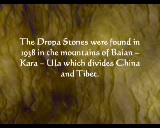 The Dropa Stones were found in
1938 in the mountains of Baian –
Kara – Ula which divides China
and Tibet.